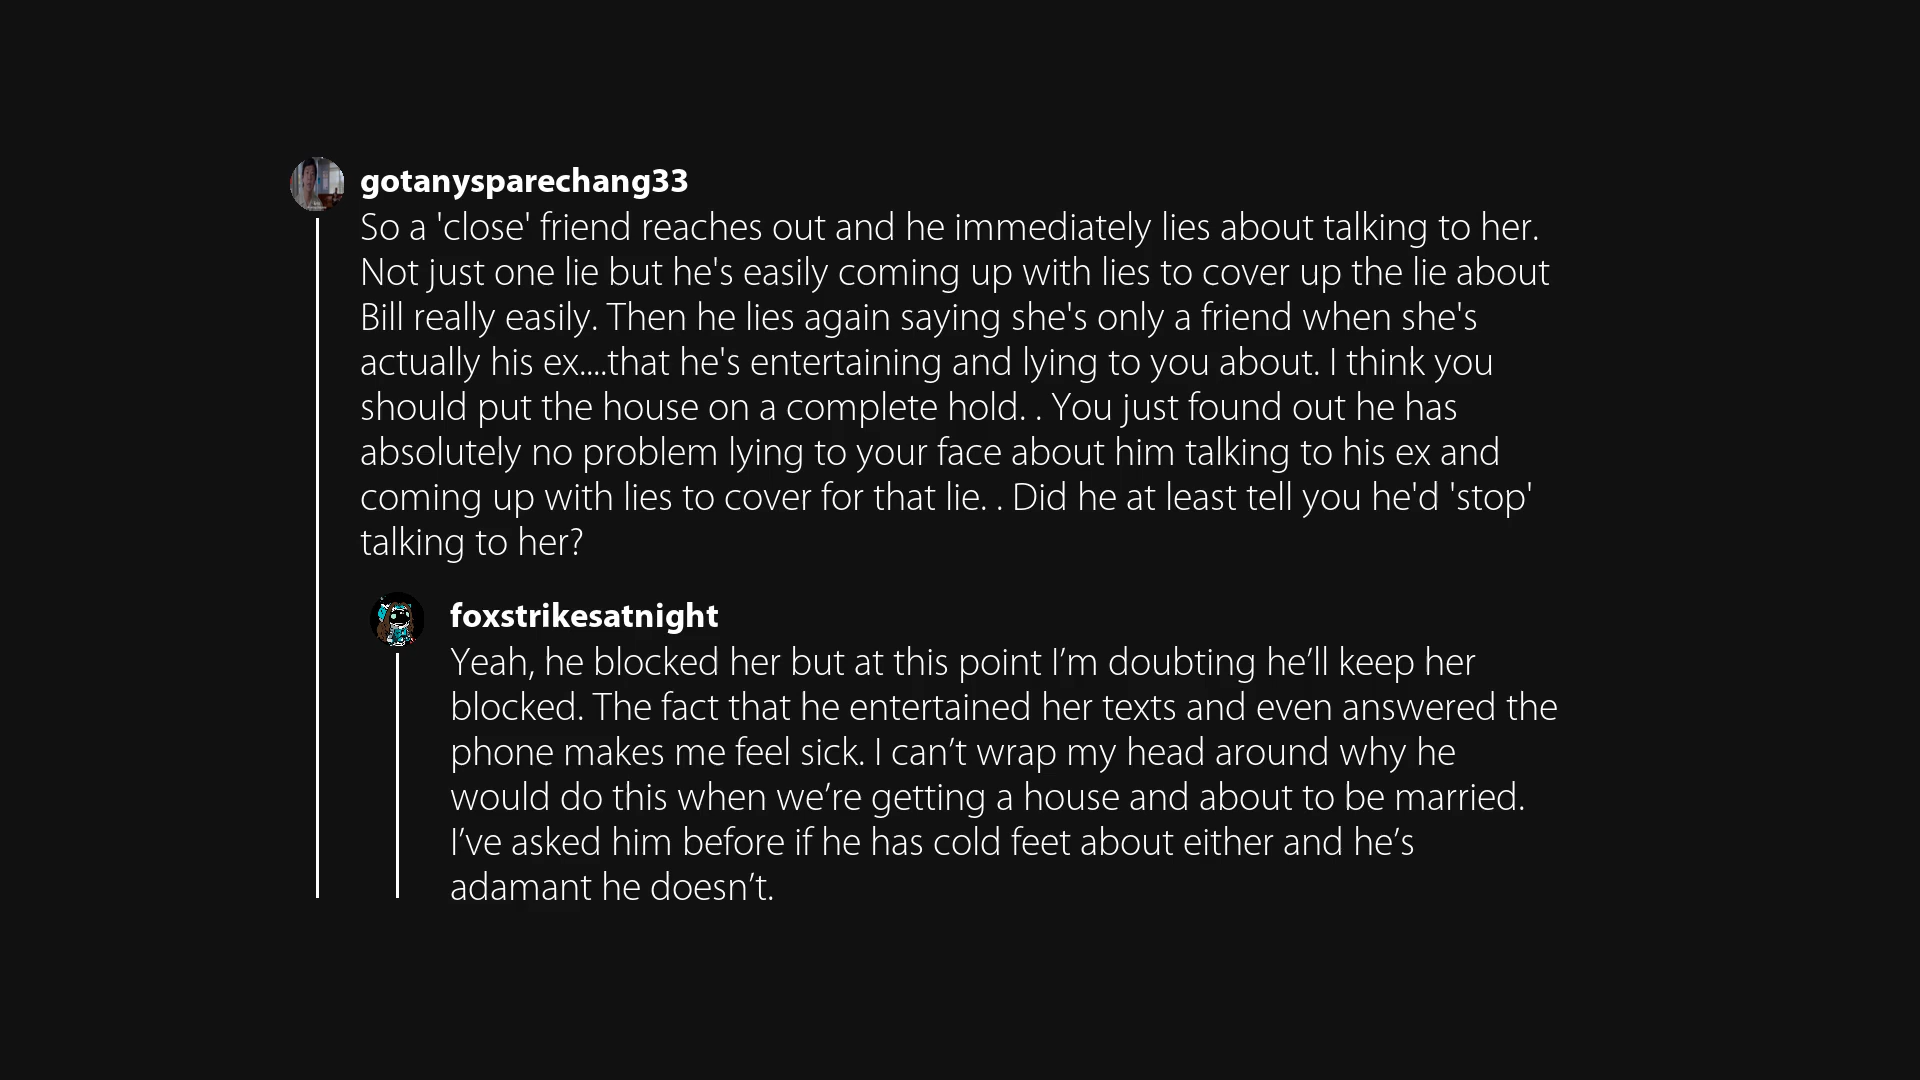 gotanysparechang33
So a 'close' friend reaches out and he immediately lies about talking to her.
Not just one lie but he's easily coming up with lies to cover up the lie about
Bill really easily. Then he lies again saying she's only a friend when she's
actually his ex....that he's entertaining and lying to you about. I think you
should put the house on a complete hold. . You just found out he has
absolutely no problem lying to your face about him talking to his ex and
coming up with lies to cover for that lie. . Did he at least tell you he'd 'stop'
talking to her?
foxstrikesatnight
Yeah, he blocked her but at this point I’m doubting he’ll keep her
blocked. The fact that he entertained her texts and even answered the
phone makes me feel sick. I can’t wrap my head around why he
would do this when we’re getting a house and about to be married.
I’ve asked him before if he has cold feet about either and he’s
adamant he doesn’t.